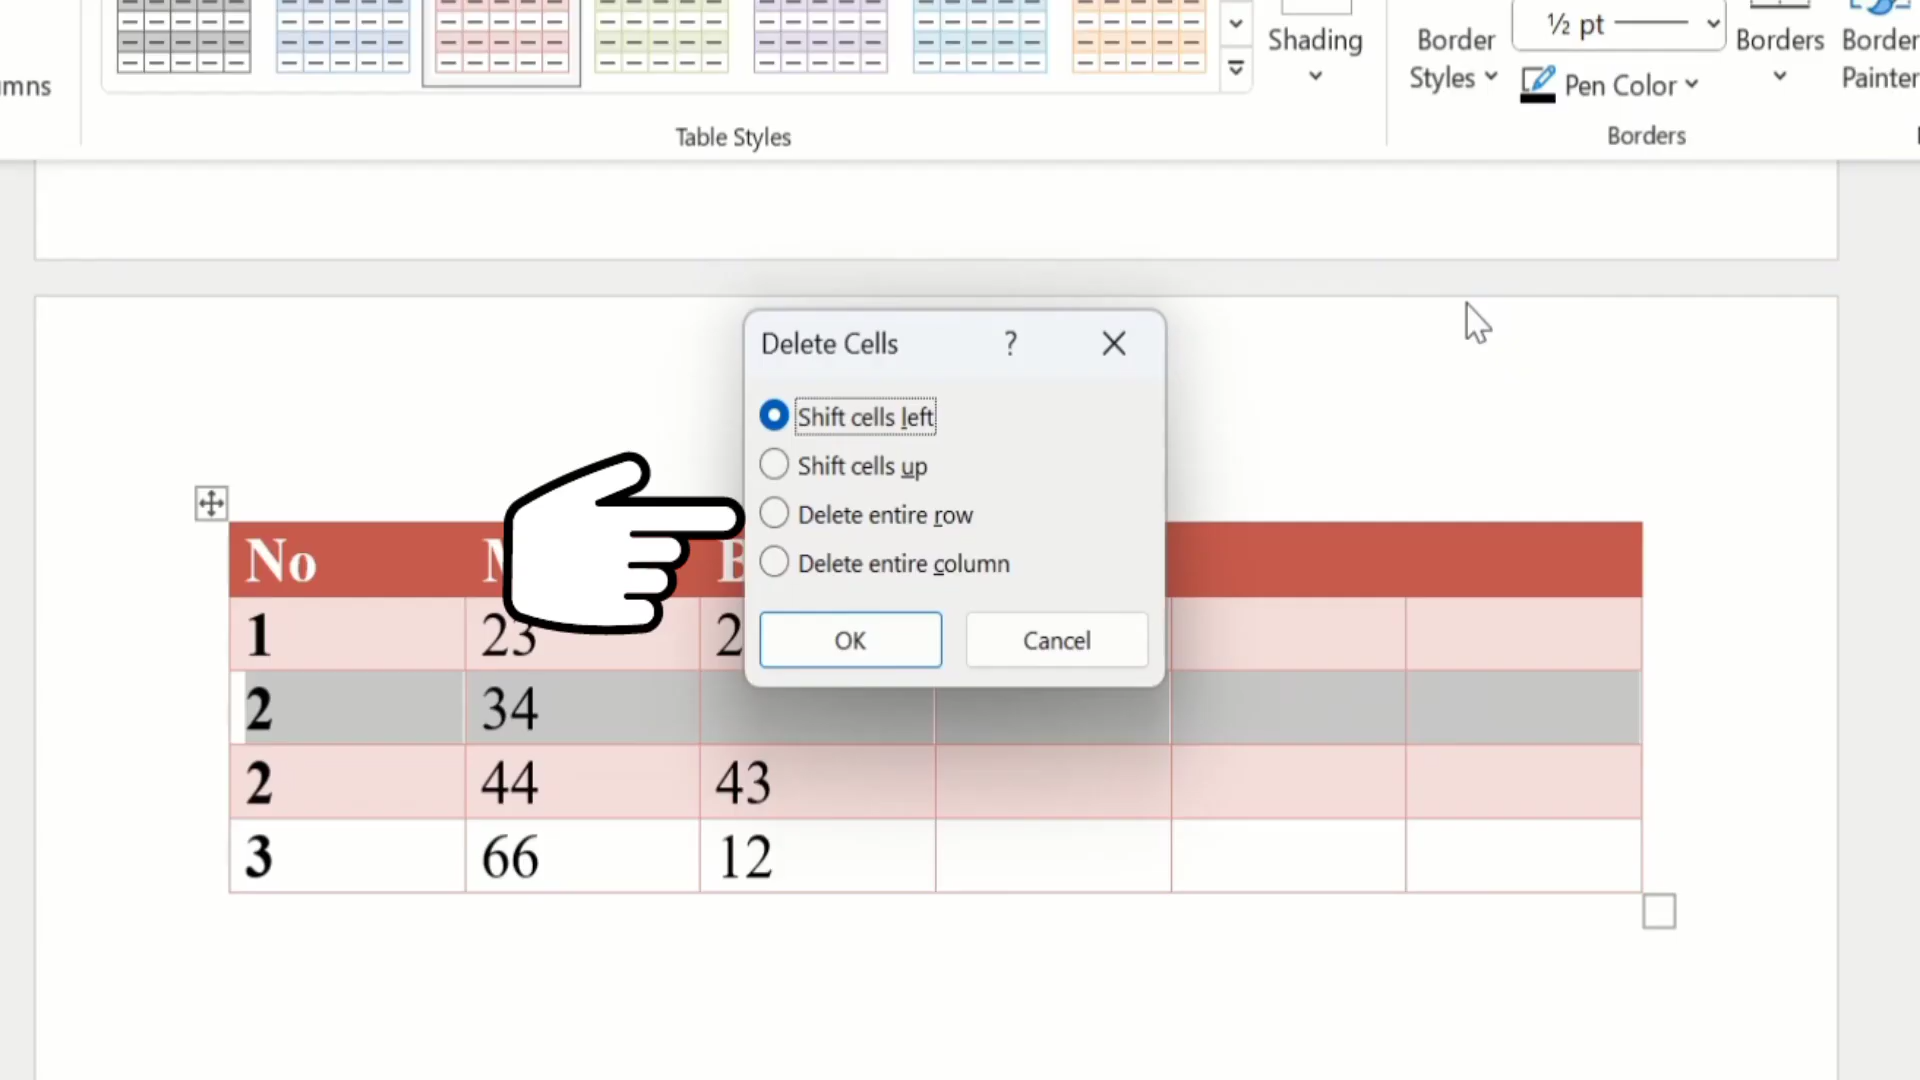 ½ pt
Shading
Border
Styles
Borders
Border
Painter
Pen Color
Table Styles
Borders
Delete Cells
?
Shift cells left
Shift cells up
Delete entire row
Delete entire column
OK
Cancel
No
1 23 2
2 34
2 44 43
3 66 12